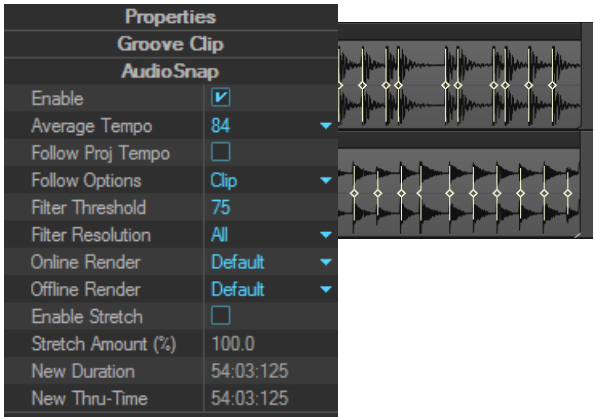 Properties
Groove Clip
AudioSnap
Enable
Average Tempo 84
Follow Proj Tempo
Follow Options Clip
Filter Threshold 75
Filter Resolution All
Online Render Default
Offline Render Default
Enable Stretch
Stretch Amount (%) 100.0
New Duration 54:03:125
New Thru-Time 54:03:125